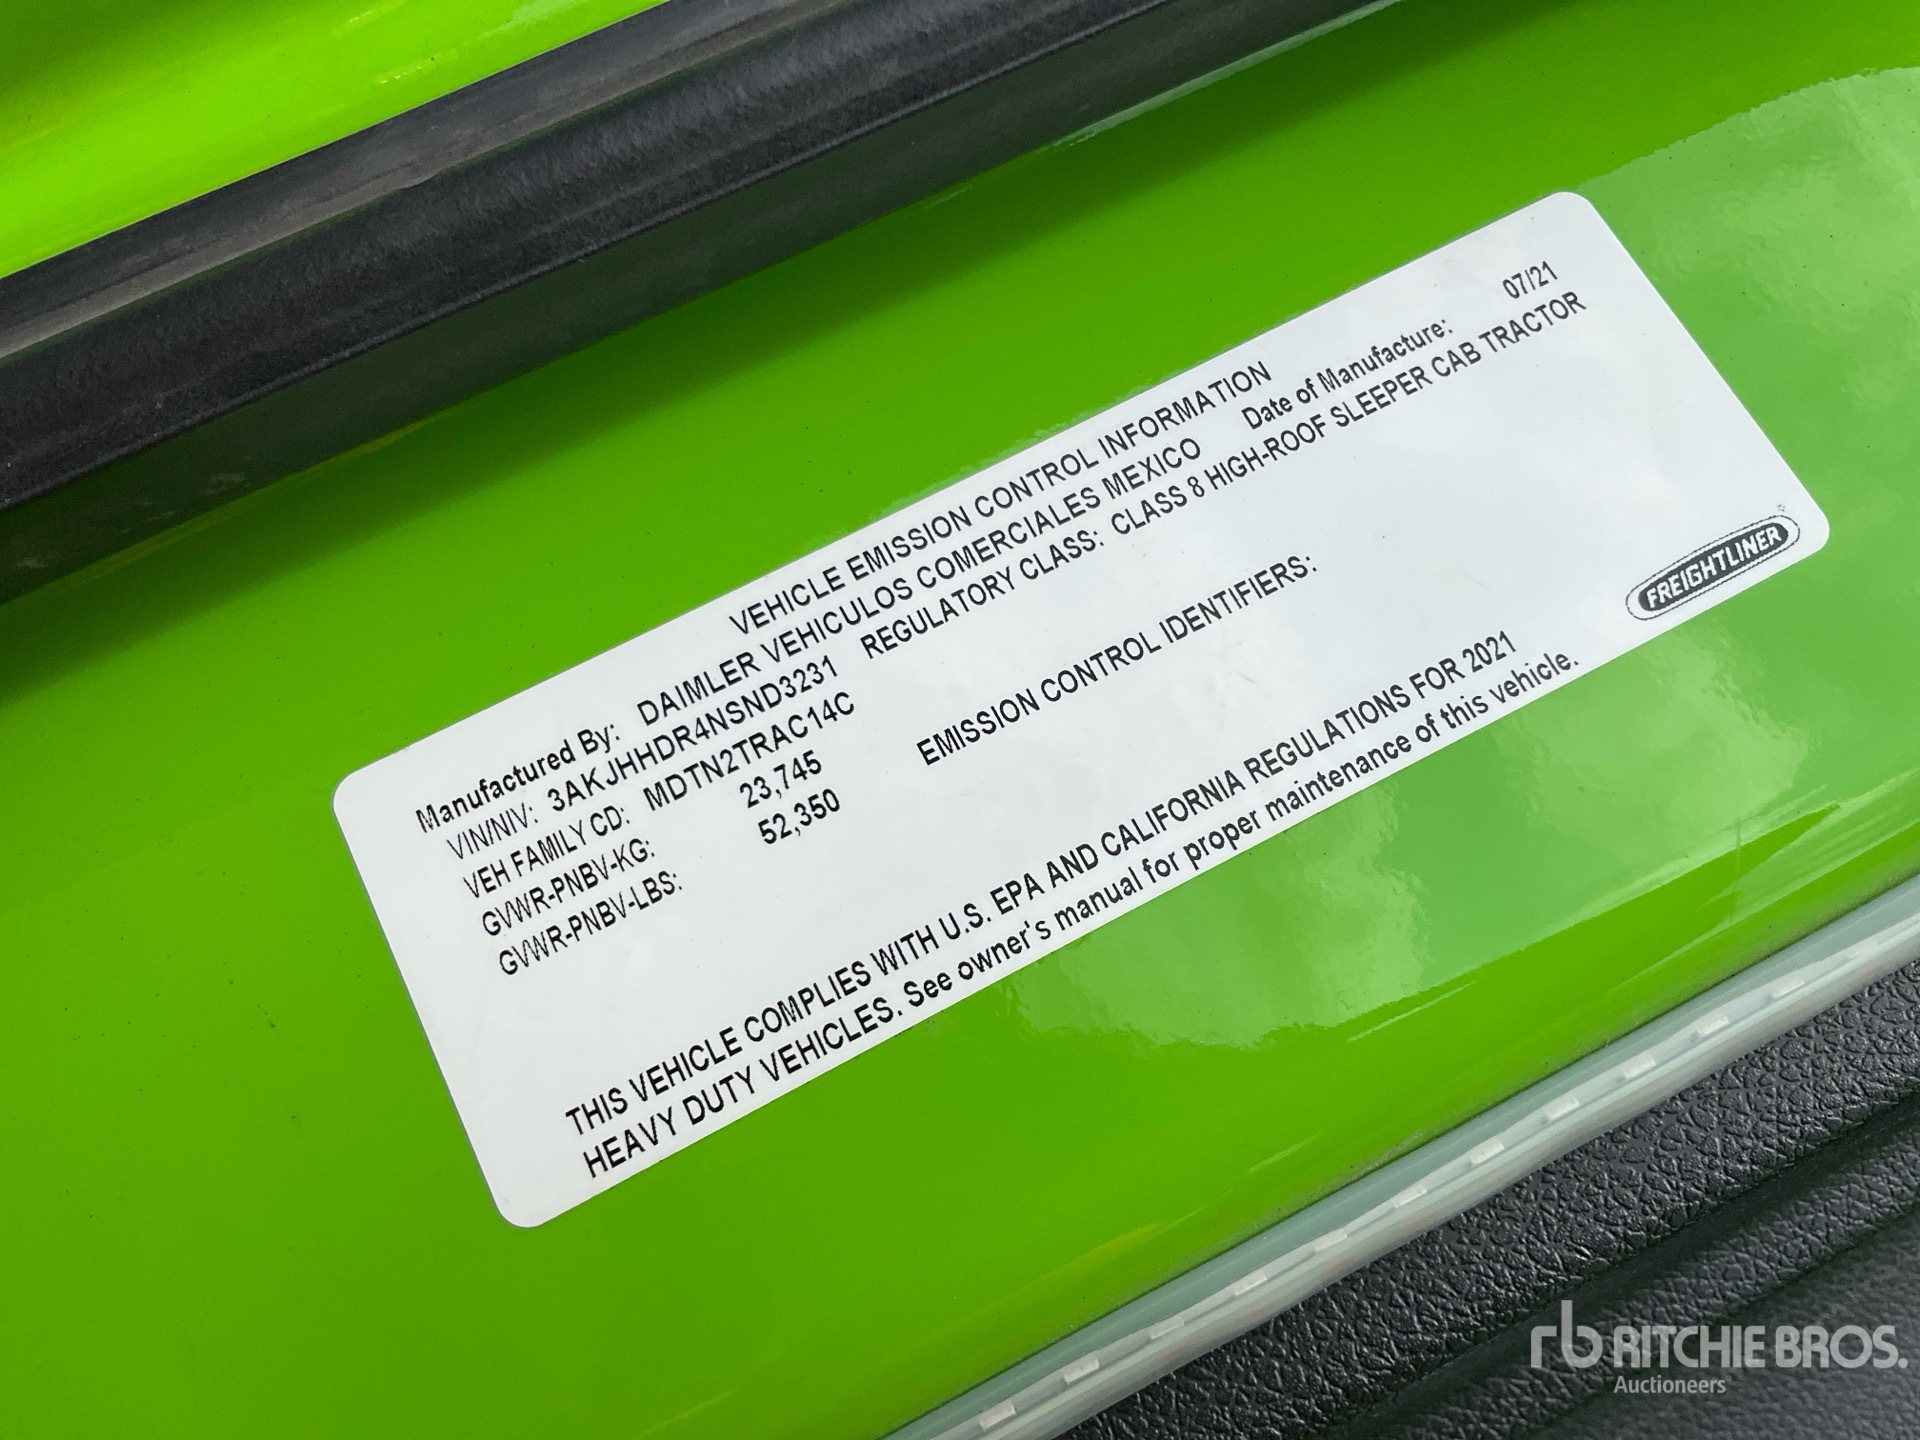 VEHICLE EMISSION CONTROL INFORMATION
Manufactured By: DAIMLER VEHICULOS COMERCIALES MEXICO Date of Manufacture: 07/21
VIN/NIV: 3AKJHHDR4NSND3231 REGULATORY CLASS: CLASS 8 HIGH-ROOF SLEEPER CAB TRACTOR
VEH FAMILY CD: MDTN2TRAC14C
GVWR-PNBV-KG: 23,745
GVWR-PNBV-LBS: 52,350
EMISSION CONTROL IDENTIFIERS:
THIS VEHICLE COMPLIES WITH U.S. EPA AND CALIFORNIA REGULATIONS FOR 2021
HEAVY DUTY VEHICLES. See owner's manual for proper maintenance of this vehicle.
FREIGHTLINER
rb RITCHIE BROS.
Auctioneers